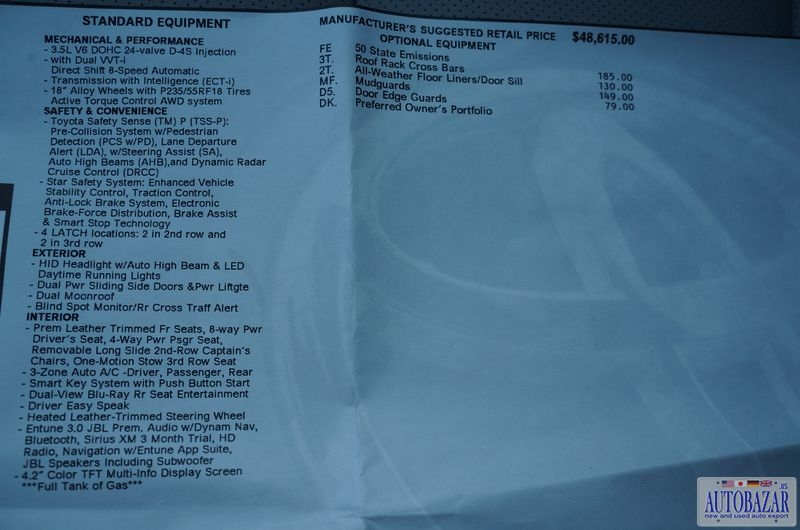 STANDARD EQUIPMENT
MECHANICAL & PERFORMANCE
- 3.5L V6 DOHC 24-valve D-4S Injection
- with Dual VVT-i
Direct Shift 8-Speed Automatic
- Transmission with Intelligence (ECT-i)
- 18" Alloy Wheels with P235/55RF18 Tires
Active Torque Control AWD system
SAFETY & CONVENIENCE
- Toyota Safety Sense (TM) P (TSS-P):
Pre-Collision System w/Pedestrian
Detection (PCS w/PD), Lane Departure
Alert (LDA), w/Steering Assist (SA),
Auto High Beams (AHB),and Dynamic Radar
Cruise Control (DRCC)
- Star Safety System: Enhanced Vehicle
Stability Control, Traction Control,
Anti-Lock Brake System, Electronic
Brake-Force Distribution, Brake Assist
& Smart Stop Technology
- 4 LATCH locations: 2 in 2nd row and
2 in 3rd row
EXTERIOR
- HID Headlight w/Auto High Beam & LED
Daytime Running Lights
- Dual Pwr Sliding Side Doors &Pwr Liftgte
- Dual Moonroof
- Blind Spot Monitor/Rr Cross Traff Alert
INTERIOR
- Prem Leather Trimmed Fr Seats, 8-way Pwr
Driver's Seat, 4-Way Pwr Psgr Seat,
Removable Long Slide 2nd-Row Captain's
Chairs, One-Motion Stow 3rd Row Seat
- 3-Zone Auto A/C -Driver, Passenger, Rear
- Smart Key System with Push Button Start
- Dual-View Blu-Ray Rr Seat Entertainment
- Driver Easy Speak
- Heated Leather-Trimmed Steering Wheel
- Entune 3.0 JBL Prem. Audio w/Dynam Nav,
Bluetooth, Sirius XM 3 Month Trial, HD
Radio, Navigation w/Entune App Suite,
JBL Speakers Including Subwoofer
- 4.2" Color TFT Multi-Info Display Screen
***Full Tank of Gas***
MANUFACTURER'S SUGGESTED RETAIL PRICE $48,615.00
OPTIONAL EQUIPMENT
FE 50 State Emissions
3T. Roof Rack Cross Bars
2T. All-Weather Floor Liners/Door Sill 185.00
MF. Mudguards 130.00
D5. Door Edge Guards 149.00
DK. Preferred Owner's Portfolio 79.00
AUTOBAZAR.US
new and used auto export